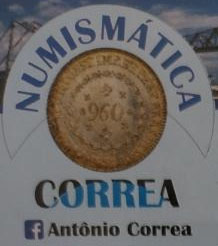 NUMISMÁTICA
960
CORREA
f Antônio Correa